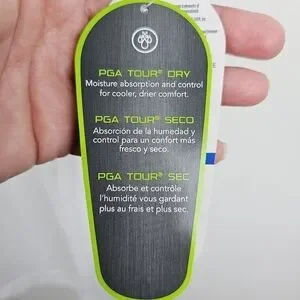 PGA TOUR® DRY
Moisture absorption and control
for cooler, drier comfort.
PGA TOUR® SECO
Absorción de la humedad y
control para un confort más
fresco y seco.
PGA TOUR® SEC
Absorbe et contrôle
l'humidité vous gardant
plus au frais et plus sec.